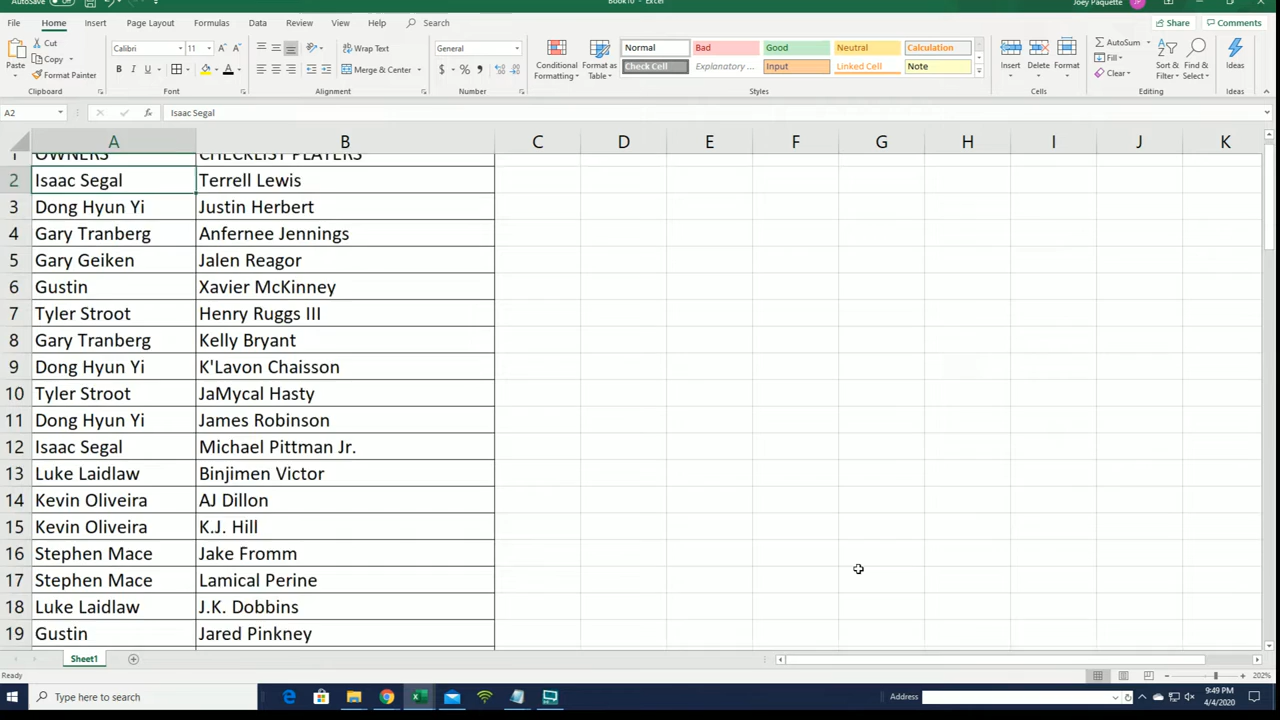 AutoSave Off Book10 - Excel Joey Paquette JP
File Home Insert Page Layout Formulas Data Review View Help Search Share Comments
Paste Cut Copy Format Painter Clipboard
Calibri 11 B I U A Font
Wrap Text Merge & Center Alignment
General $ % Number
Conditional Formatting Format as Table
Normal Bad Good Neutral Calculation
Check Cell Explanatory ... Input Linked Cell Note
Styles
Insert Delete Format Cells
AutoSum Fill Clear Sort & Filter Find & Select Editing
Ideas Ideas
A2 fx Isaac Segal
A B C D E F G H I J K
1 OWNERS CHECKLIST PLAYERS
2 Isaac Segal Terrell Lewis
3 Dong Hyun Yi Justin Herbert
4 Gary Tranberg Anfernee Jennings
5 Gary Geiken Jalen Reagor
6 Gustin Xavier McKinney
7 Tyler Stroot Henry Ruggs III
8 Gary Tranberg Kelly Bryant
9 Dong Hyun Yi K'Lavon Chaisson
10 Tyler Stroot JaMycal Hasty
11 Dong Hyun Yi James Robinson
12 Isaac Segal Michael Pittman Jr.
13 Luke Laidlaw Binjimen Victor
14 Kevin Oliveira AJ Dillon
15 Kevin Oliveira K.J. Hill
16 Stephen Mace Jake Fromm
17 Stephen Mace Lamical Perine
18 Luke Laidlaw J.K. Dobbins
19 Gustin Jared Pinkney
Sheet1
Ready 202%
Type here to search Address 9:49 PM
4/4/2020